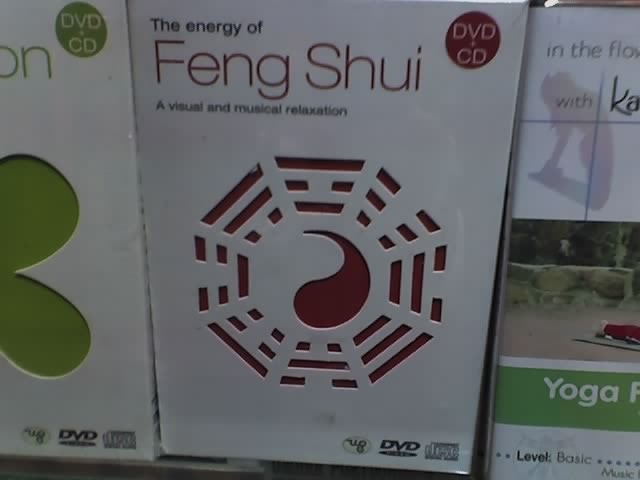 on
DVD
+
CD
DVD
The energy of
Feng Shui
A visual and musical relaxation
DVD
+
CD
DVD
in the flow
with
Yoga
Level: Basic
Music